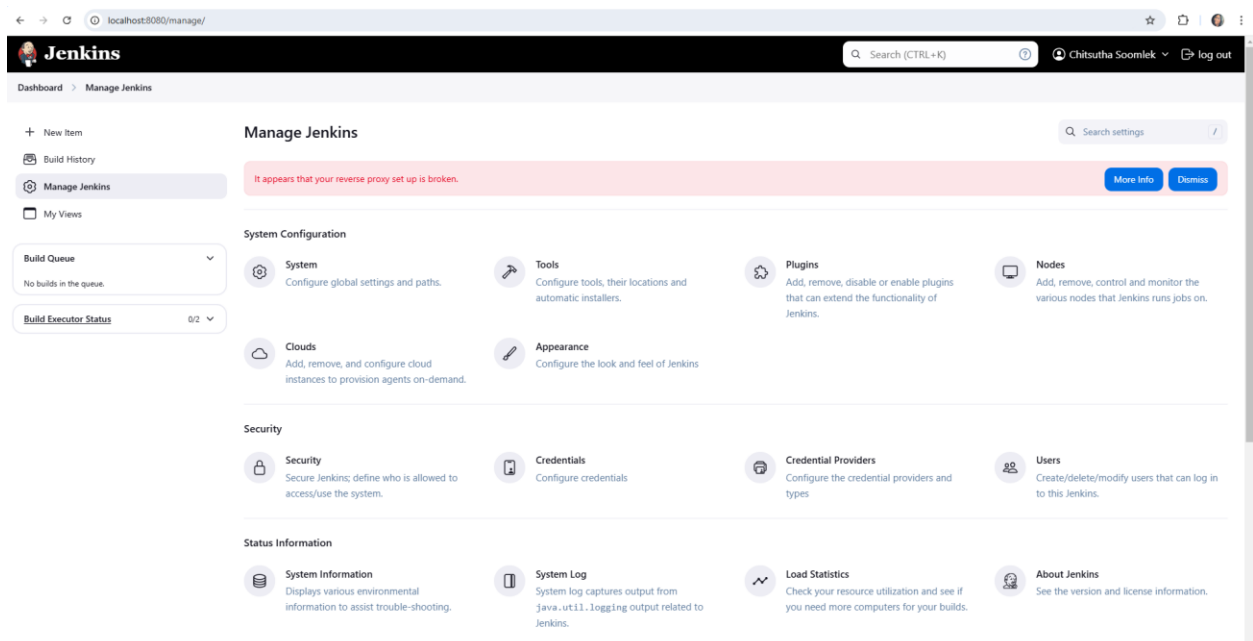 localhost:8080/manage/
Jenkins
Search (CTRL+K)
Chitsutha Soomlek
log out
Dashboard > Manage Jenkins
New Item
Build History
Manage Jenkins
My Views
Build Queue
No builds in the queue.
Build Executor Status 0/2
Manage Jenkins
Search settings /
It appears that your reverse proxy set up is broken.
More Info
Dismiss
System Configuration
System
Configure global settings and paths.
Tools
Configure tools, their locations and
automatic installers.
Plugins
Add, remove, disable or enable plugins
that can extend the functionality of
Jenkins.
Nodes
Add, remove, control and monitor the
various nodes that Jenkins runs jobs on.
Clouds
Add, remove, and configure cloud
instances to provision agents on-demand.
Appearance
Configure the look and feel of Jenkins
Security
Security
Secure Jenkins; define who is allowed to
access/use the system.
Credentials
Configure credentials
Credential Providers
Configure the credential providers and
types
Users
Create/delete/modify users that can log in
to this Jenkins.
Status Information
System Information
Displays various environmental
information to assist trouble-shooting.
System Log
System log captures output from
java.util.logging output related to
Jenkins.
Load Statistics
Check your resource utilization and see if
you need more computers for your builds.
About Jenkins
See the version and license information.